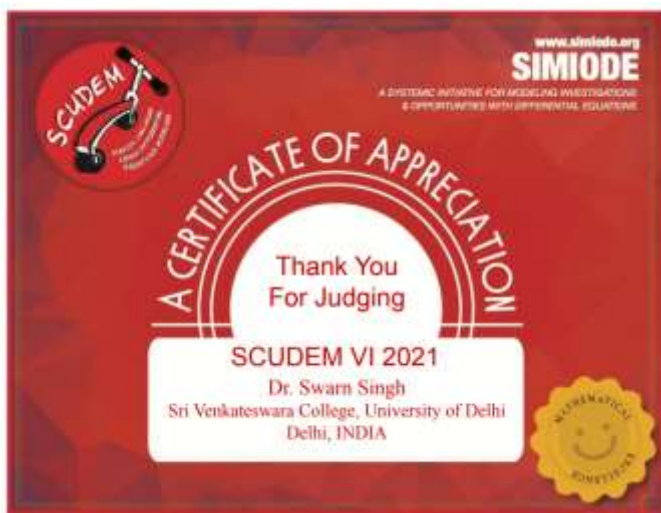 SCUDEM
www.simiode.org
SIMIODE
A SYSTEMIC INITIATIVE FOR MODELING INVESTIGATIONS
& OPPORTUNITIES WITH DIFFERENTIAL EQUATIONS
A CERTIFICATE OF APPRECIATION
Thank You
For Judging
SCUDEM VI 2021
Dr. Swarn Singh
Sri Venkateswara College, University of Delhi
Delhi, INDIA
MATHEMATICAL
EXCELLENCE